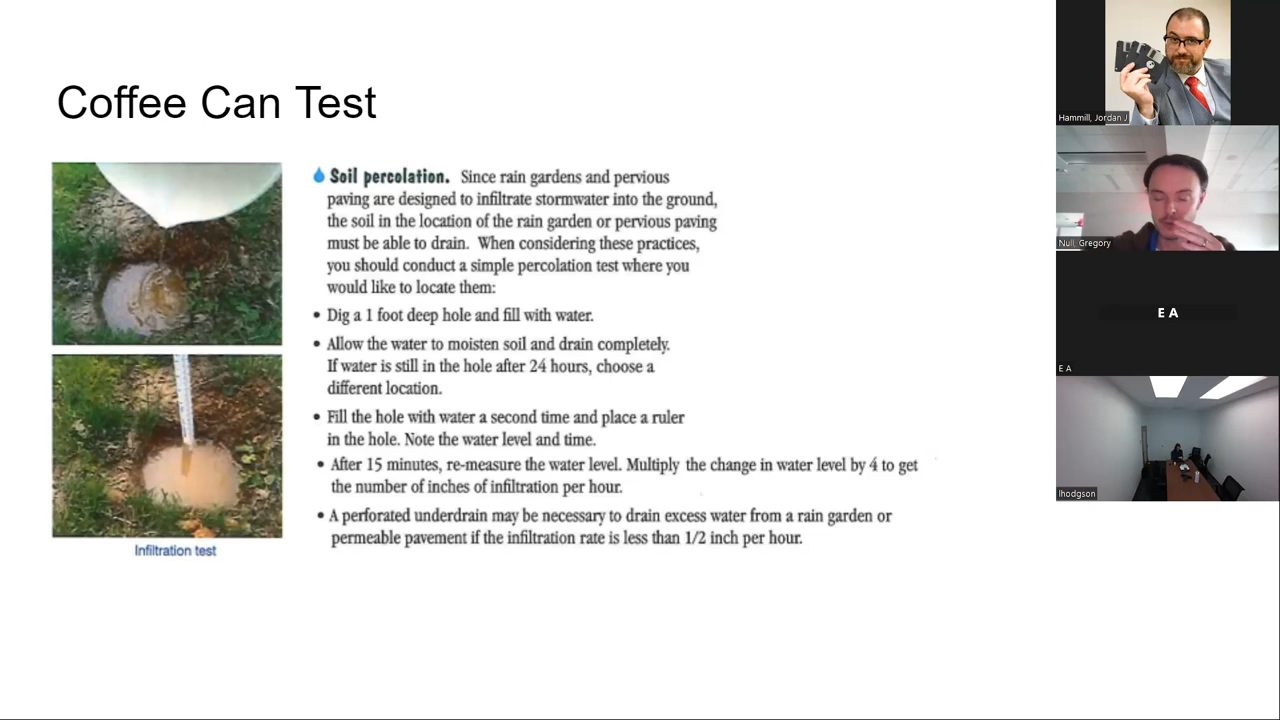 Coffee Can Test
Soil percolation. Since rain gardens and pervious
paving are designed to infiltrate stormwater into the ground,
the soil in the location of the rain garden or pervious paving
must be able to drain. When considering these practices,
you should conduct a simple percolation test where you
would like to locate them:
• Dig a 1 foot deep hole and fill with water.
• Allow the water to moisten soil and drain completely.
If water is still in the hole after 24 hours, choose a
different location.
• Fill the hole with water a second time and place a ruler
in the hole. Note the water level and time.
• After 15 minutes, re-measure the water level. Multiply the change in water level by 4 to get
the number of inches of infiltration per hour.
• A perforated underdrain may be necessary to drain excess water from a rain garden or
permeable pavement if the infiltration rate is less than 1/2 inch per hour.
Infiltration test
Hammill, Jordan J
Null, Gregory
E A
E A
lhodgson